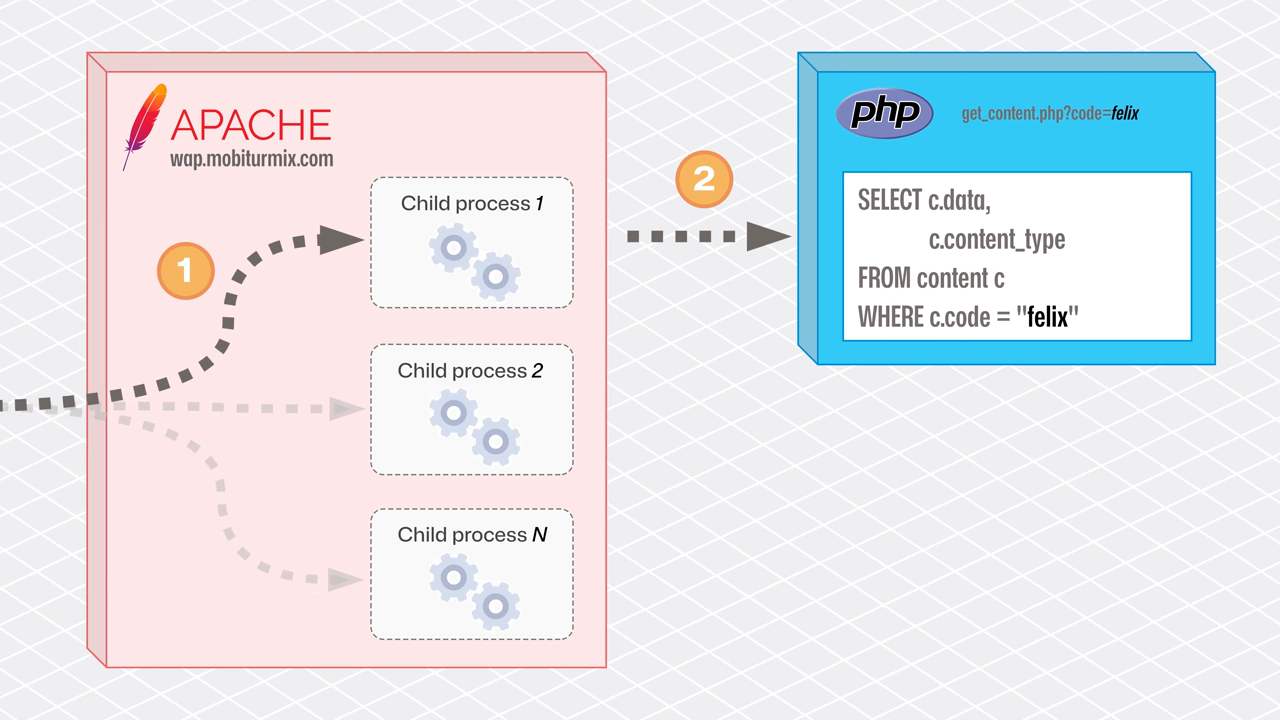 APACHE
wap.mobiturmix.com
1
Child process 1
Child process 2
Child process N
2
php
get_content.php?code=felix
SELECT c.data,
c.content_type
FROM content c
WHERE c.code = "felix"